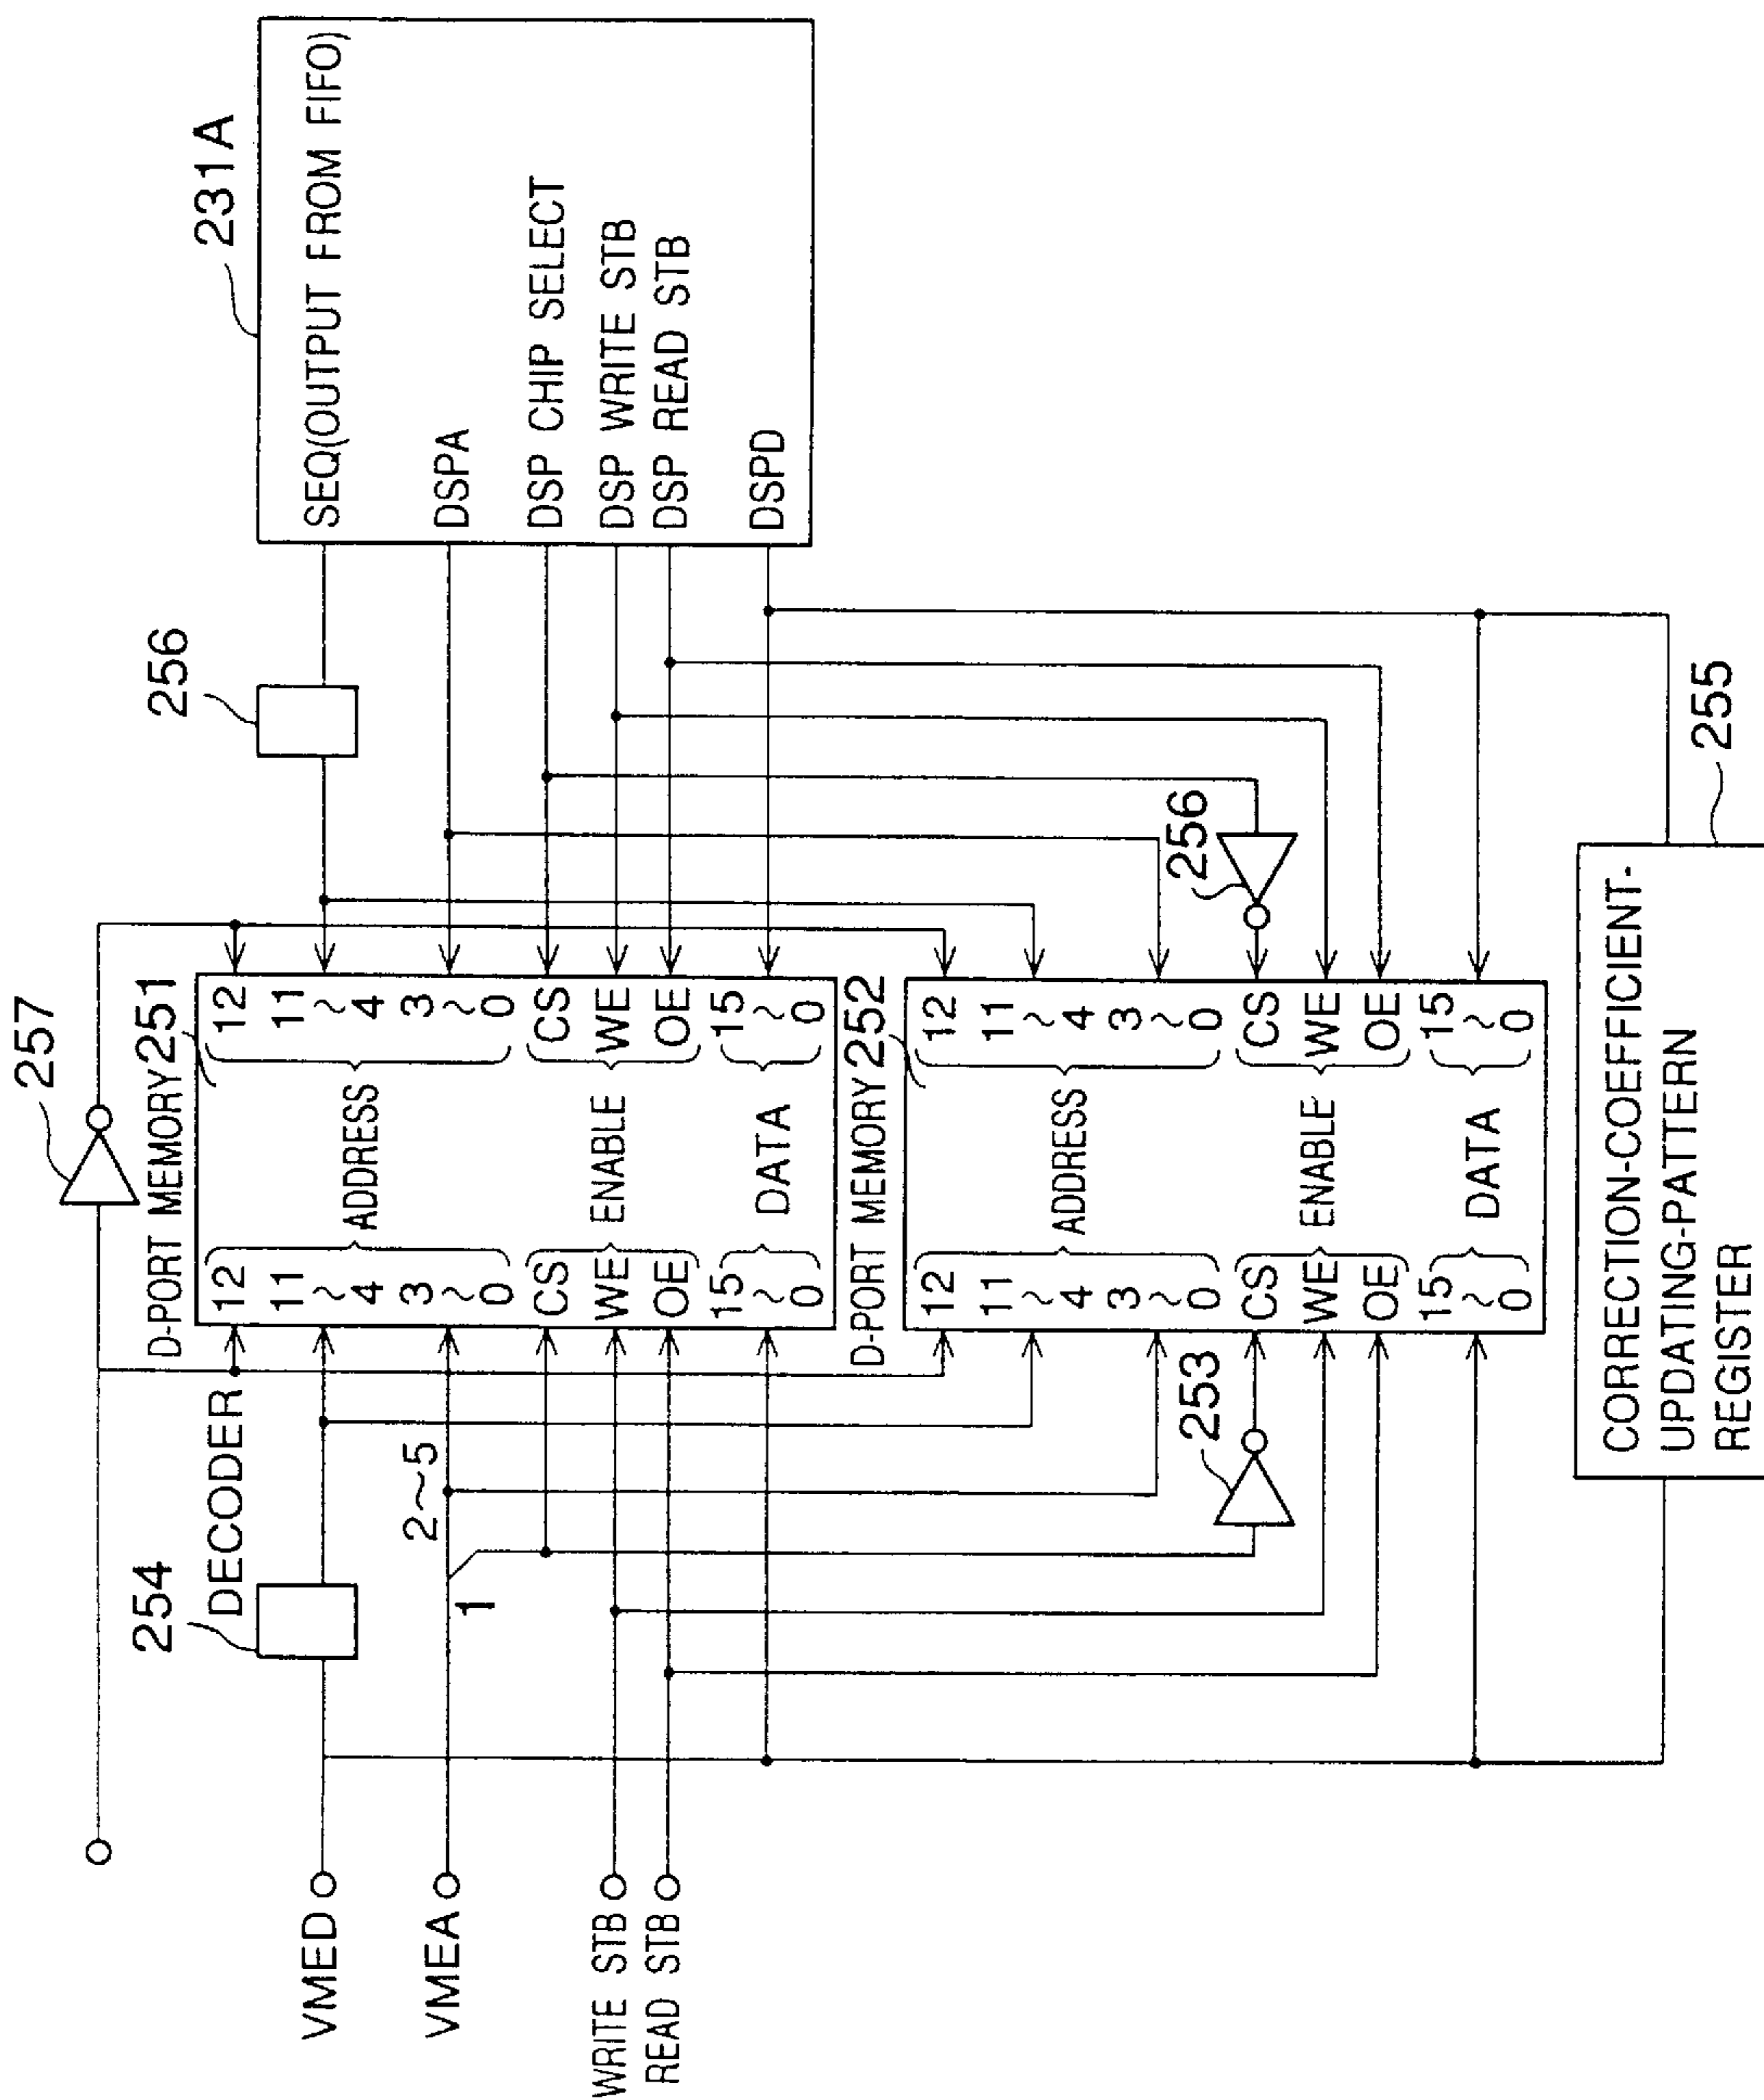 257
254
DECODER
256
231A
VMED
VMEA
WRITE STB
READ STB
2~5
1
D-PORT MEMORY 251
12
11
~
4
3
~
0
CS
WE
OE
15
~
0
ADDRESS
ENABLE
DATA
12
11
~
4
3
~
0
CS
WE
OE
15
~
0
SEQ(OUTPUT FROM FIFO)
DSPA
DSP CHIP SELECT
DSP WRITE STB
DSP READ STB
DSPD
D-PORT MEMORY 252
12
11
~
4
3
~
0
CS
WE
OE
15
~
0
ADDRESS
ENABLE
DATA
12
11
~
4
3
~
0
CS
WE
OE
15
~
0
253
256
CORRECTION-COEFFICIENT-
UPDATING-PATTERN
REGISTER
255